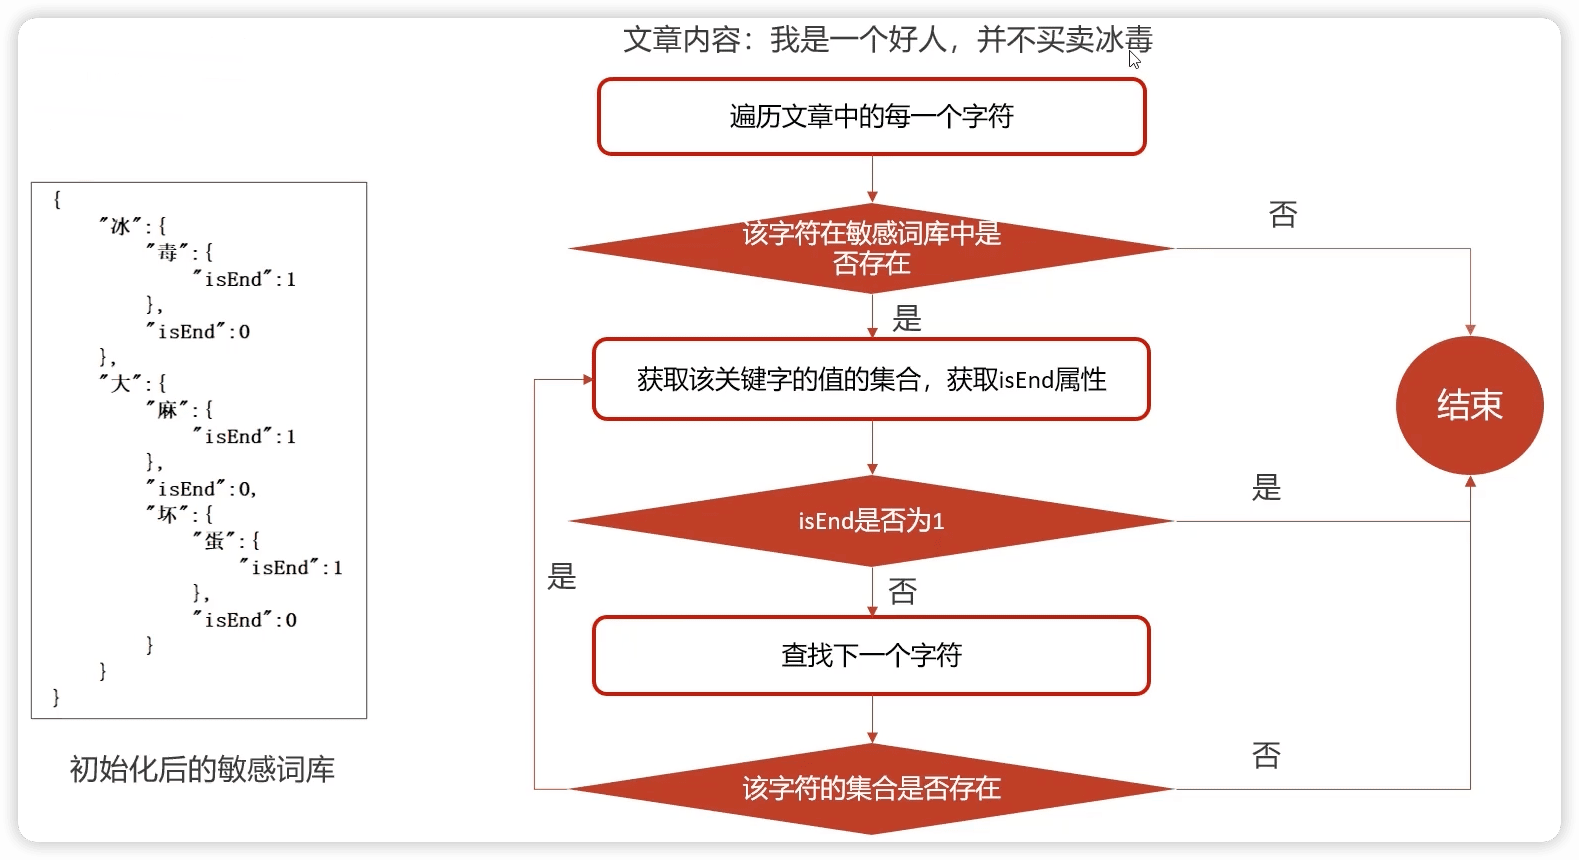 文章内容：我是一个好人，并不买卖冰毒
遍历文章中的每一个字符
该字符在敏感词库中是
否存在
否
是
获取该关键字的值的集合，获取isEnd属性
结束
isEnd是否为1
是
是
否
查找下一个字符
该字符的集合是否存在
否
{
"冰":{
"毒":{
"isEnd":1
},
"isEnd":0
},
"大":{
"麻":{
"isEnd":1
},
"isEnd":0,
"坏":{
"蛋":{
"isEnd":1
},
"isEnd":0
}
}
}
初始化后的敏感词库